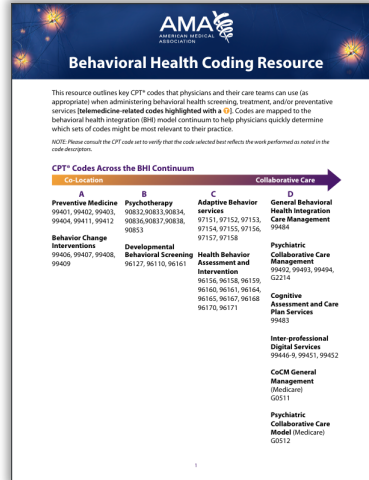 AMA
AMERICAN MEDICAL
ASSOCIATION
Behavioral Health Coding Resource
This resource outlines key CPT® codes that physicians and their care teams can use (as
appropriate) when administering behavioral health screening, treatment, and/or preventative
services [telemedicine-related codes highlighted with a ]. Codes are mapped to the
behavioral health integration (BHI) model continuum to help physicians quickly determine
which sets of codes might be most relevant to their practice.
NOTE: Please consult the CPT code set to verify that the code selected best reflects the work performed as noted in the
code descriptors.
CPT® Codes Across the BHI Continuum
Co-Location Collaborative Care
A
Preventive Medicine
99401, 99402, 99403,
99404, 99411, 99412
Behavior Change
Interventions
99406, 99407, 99408,
99409
B
Psychotherapy
90832,90833,90834,
90836,90837,90838,
90853
Developmental
Behavioral Screening
96127, 96110, 96161
C
Adaptive Behavior
services
97151, 97152, 97153,
97154, 97155, 97156,
97157, 97158
Health Behavior
Assessment and
Intervention
96156, 96158, 96159,
96160, 96161, 96164,
96165, 96167, 96168
96170, 96171
D
General Behavioral
Health Integration
Care Management
99484
Psychiatric
Collaborative Care
Management
99492, 99493, 99494,
G2214
Cognitive
Assessment and Care
Plan Services
99483
Inter-professional
Digital Services
99446-9, 99451, 99452
CoCM General
Management
(Medicare)
G0511
Psychiatric
Collaborative Care
Model (Medicare)
G0512